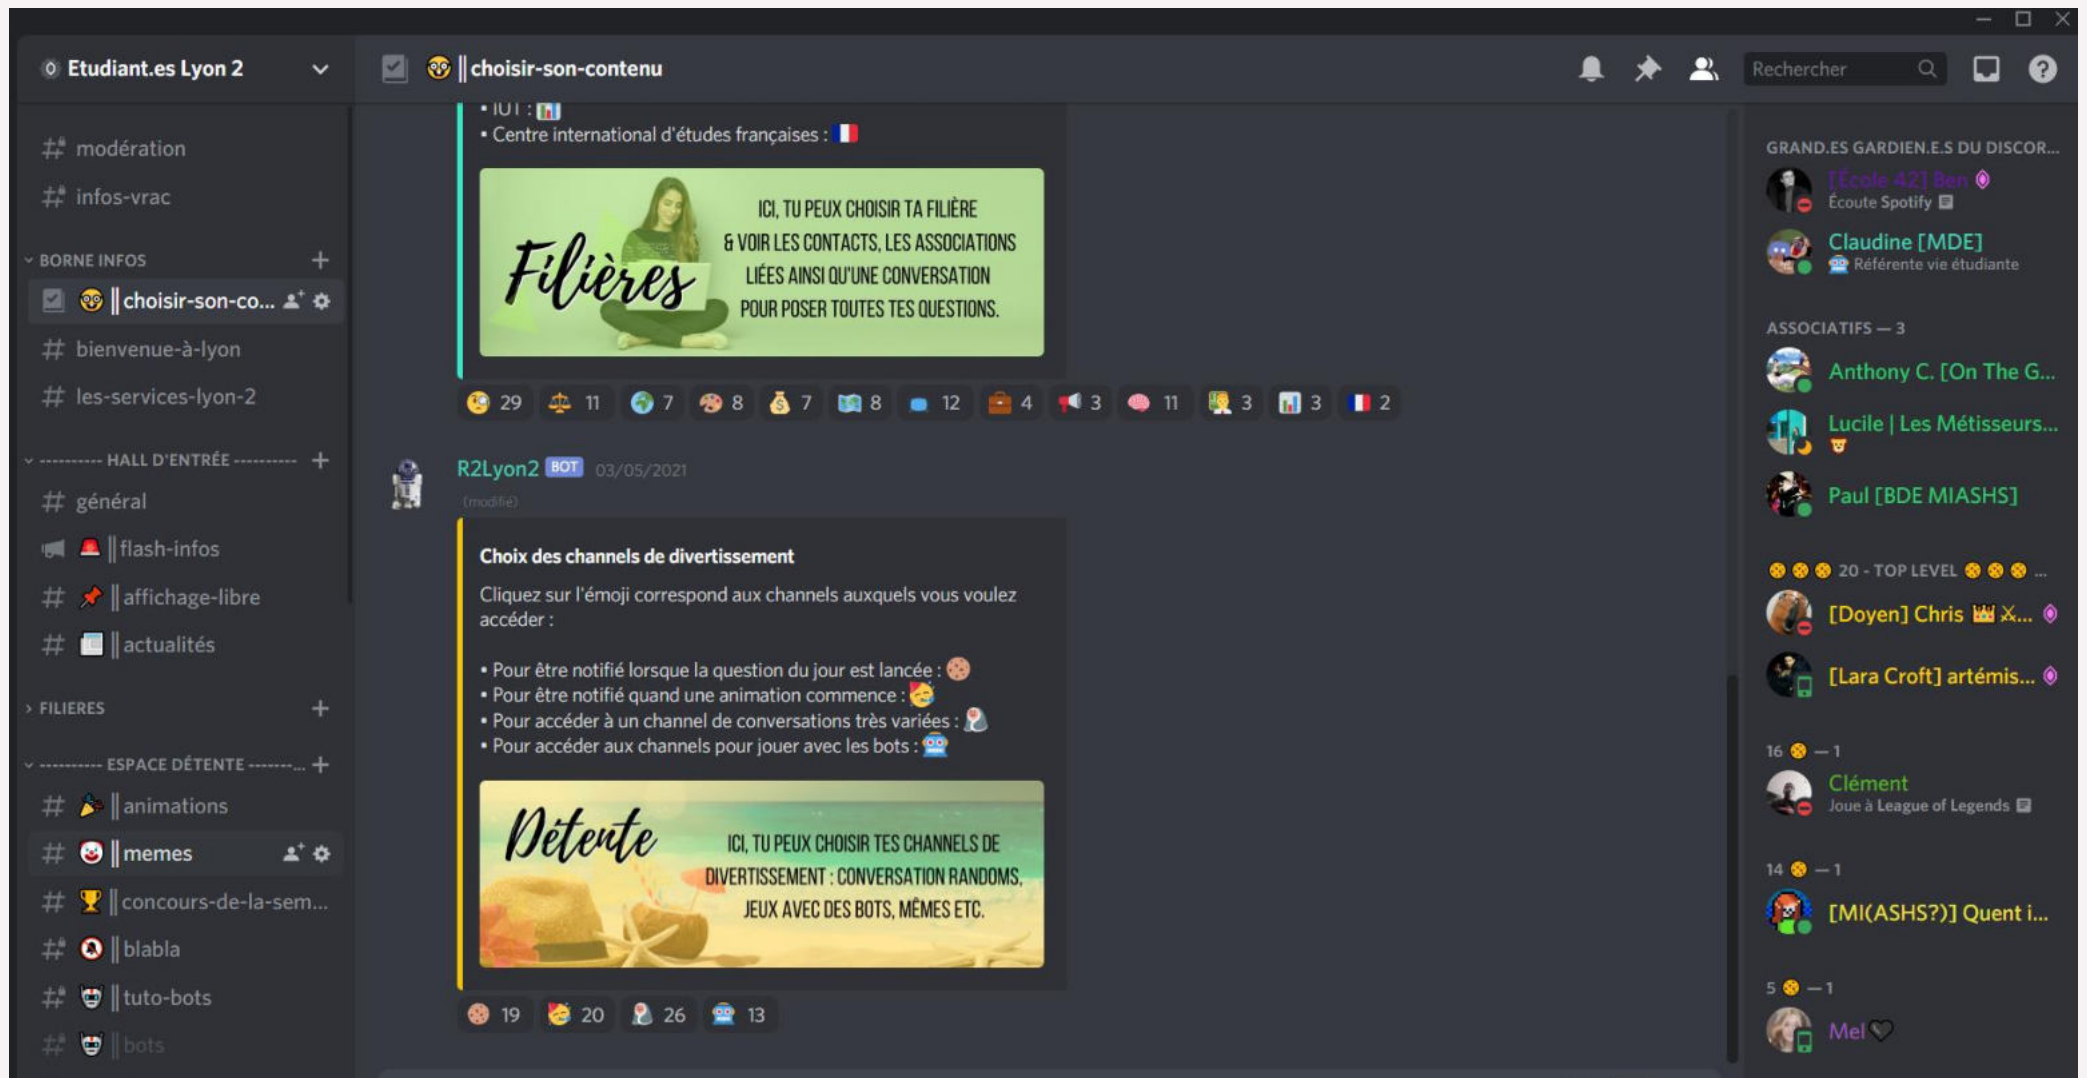 Etudiant.es Lyon 2
modération
infos-vrac
BORNE INFOS
choisir-son-co...
bienvenue-à-lyon
les-services-lyon-2
---------- HALL D'ENTRÉE ----------
général
flash-infos
affichage-libre
actualités
FILIERES
---------- ESPACE DÉTENTE -------...
animations
memes
concours-de-la-sem...
blabla
tuto-bots
bots
choisir-son-contenu
Rechercher
• IUT :
• Centre international d'études françaises :
Filières
ICI, TU PEUX CHOISIR TA FILIÈRE
& VOIR LES CONTACTS, LES ASSOCIATIONS
LIÉES AINSI QU'UNE CONVERSATION
POUR POSER TOUTES TES QUESTIONS.
29 11 7 8 7 8 12 4 3 11 3 3 2
R2Lyon2 BOT 03/05/2021
(modifié)
Choix des channels de divertissement
Cliquez sur l'émoji correspond aux channels auxquels vous voulez
accéder :
• Pour être notifié lorsque la question du jour est lancée :
• Pour être notifié quand une animation commence :
• Pour accéder à un channel de conversations très variées :
• Pour accéder aux channels pour jouer avec les bots :
Détente
ICI, TU PEUX CHOISIR TES CHANNELS DE
DIVERTISSEMENT : CONVERSATION RANDOMS,
JEUX AVEC DES BOTS, MÊMES ETC.
19 20 26 13
GRAND.ES GARDIEN.E.S DU DISCOR...
[École 42] Ben
Écoute Spotify
Claudine [MDE]
Référente vie étudiante
ASSOCIATIFS — 3
Anthony C. [On The G...
Lucile | Les Métisseurs...
Paul [BDE MIASHS]
20 - TOP LEVEL ...
[Doyen] Chris ...
[Lara Croft] artémis...
16 — 1
Clément
Joue à League of Legends
14 — 1
[MI(ASHS?)] Quent i...
5 — 1
Mel